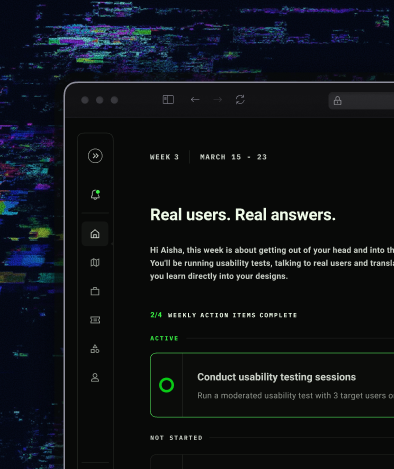 WEEK 3 MARCH 15 - 23
Real users. Real answers.
Hi Aisha, this week is about getting out of your head and into th
You'll be running usability tests, talking to real users and transla
you learn directly into your designs.
2/4 WEEKLY ACTION ITEMS COMPLETE
ACTIVE
Conduct usability testing sessions
Run a moderated usability test with 3 target users o
NOT STARTED